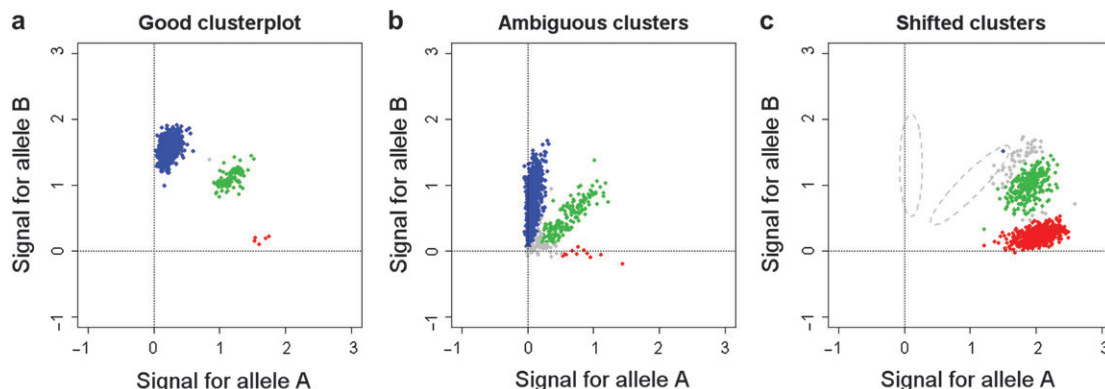 a Good clusterplot
b Ambiguous clusters
c Shifted clusters
Signal for allele B
3
2
1
0
−1
−1 0 1 2 3
Signal for allele A
Signal for allele B
3
2
1
0
−1
−1 0 1 2 3
Signal for allele A
Signal for allele B
3
2
1
0
−1
−1 0 1 2 3
Signal for allele A